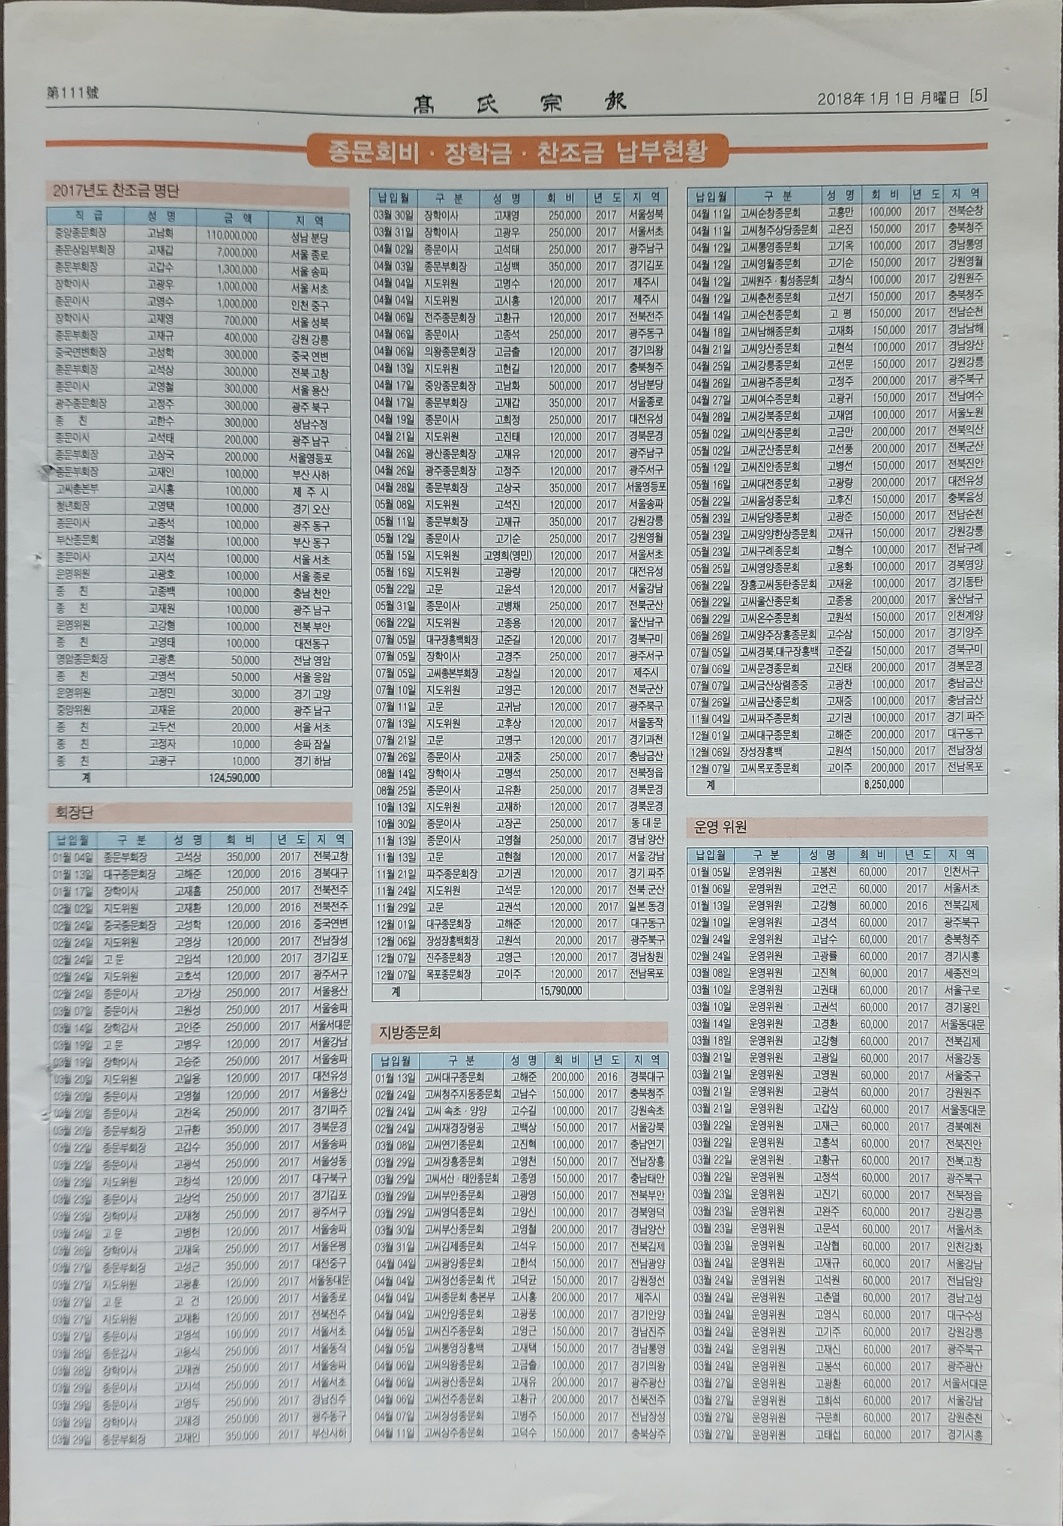 第111號
髙氏宗報
2018年 1月 1日 月曜日 [5]
종문회비 · 장학금 · 찬조금 납부현황
2017년도 찬조금 명단
직 급 성 명 금 액 지 역
중앙종문회장 고남화 110,000,000 성남 분당
종문상임부회장 고재갑 7,000,000 서울 종로
종문부회장 고갑수 1,300,000 서울 송파
장학이사 고광우 1,000,000 서울 서초
종문이사 고영수 1,000,000 인천 중구
장학이사 고재영 700,000 서울 성북
종문부회장 고재규 400,000 강원 강릉
중국연변회장 고성학 300,000 중국 연변
종문부회장 고석상 300,000 전북 고창
종문이사 고영철 300,000 서울 용산
광주종문회장 고정주 300,000 광주 북구
종 친 고한수 300,000 성남수정
종문이사 고석태 200,000 광주 남구
종문부회장 고상국 200,000 서울영등포
종문부회장 고재인 100,000 부산 사하
고씨총본부 고시홍 100,000 제 주 시
청년회장 고영택 100,000 경기 오산
종문이사 고종석 100,000 광주 동구
부산종문회 고영철 100,000 부산 동구
종문이사 고지석 100,000 서울 서초
운영위원 고광호 100,000 서울 종로
종 친 고종백 100,000 충남 천안
종 친 고재원 100,000 광주 남구
운영위원 고강형 100,000 전북 부안
종 친 고영태 100,000 대전동구
영암종문회장 고광흔 50,000 전남 영암
종 친 고영석 50,000 서울 응암
운영위원 고정민 30,000 경기 고양
중앙위원 고재윤 20,000 광주 남구
종 친 고두선 20,000 서울 서초
종 친 고정자 10,000 송파 잠실
종 친 고광구 10,000 경기 하남
계 124,590,000
회장단
납입월 구 분 성 명 회 비 년 도 지 역
01월 04일 종문부회장 고석상 350,000 2017 전북고창
01월 13일 대구종문회장 고해준 120,000 2016 경북대구
01월 17일 장학이사 고재흠 250,000 2017 전북전주
02월 02일 지도위원 고재환 120,000 2016 전북전주
02월 24일 중국종문회장 고성학 120,000 2016 중국연변
02월 24일 지도위원 고영상 120,000 2017 전남장성
02월 24일 고 문 고임석 120,000 2017 경기김포
02월 24일 지도위원 고호석 120,000 2017 광주서구
02월 24일 종문이사 고가상 250,000 2017 서울용산
03월 07일 종문이사 고원성 250,000 2017 서울송파
03월 14일 장학감사 고인준 250,000 2017 서울서대문
03월 19일 고 문 고병우 120,000 2017 서울강남
03월 19일 장학이사 고승준 250,000 2017 서울송파
03월 20일 지도위원 고일용 120,000 2017 대전유성
03월 20일 종문이사 고영철 120,000 2017 서울용산
03월 20일 종문이사 고찬옥 250,000 2017 경기파주
03월 20일 종문부회장 고규환 350,000 2017 경북문경
03월 22일 종문부회장 고갑수 350,000 2017 서울송파
03월 22일 종문이사 고광석 250,000 2017 서울성동
03월 23일 지도위원 고창석 120,000 2017 대구북구
03월 23일 종문이사 고상억 250,000 2017 경기김포
03월 23일 장학이사 고재청 250,000 2017 광주서구
03월 24일 고 문 고병헌 120,000 2017 서울송파
03월 26일 장학이사 고재욱 250,000 2017 서울은평
03월 27일 종문부회장 고성근 350,000 2017 대전중구
03월 27일 지도위원 고광훈 120,000 2017 서울동대문
03월 27일 고 문 고 건 120,000 2017 서울종로
03월 27일 지도위원 고재환 120,000 2017 전북전주
03월 27일 종문이사 고영석 100,000 2017 서울서초
03월 28일 종문감사 고용식 250,000 2017 서울동작
03월 28일 장학이사 고재권 250,000 2017 서울송파
03월 29일 종문이사 고지석 250,000 2017 서울서초
03월 29일 종문이사 고영두 250,000 2017 경남진주
03월 29일 장학이사 고재경 250,000 2017 광주동구
03월 29일 종문부회장 고재인 350,000 2017 부산사하
납입월 구 분 성 명 회 비 년 도 지 역
03월 30일 장학이사 고재영 250,000 2017 서울성북
03월 31일 장학이사 고광우 250,000 2017 서울서초
04월 02일 종문이사 고석태 250,000 2017 광주남구
04월 03일 종문부회장 고성백 350,000 2017 경기김포
04월 04일 지도위원 고명수 120,000 2017 제주시
04월 04일 지도위원 고시홍 120,000 2017 제주시
04월 06일 전주종문회장 고환규 120,000 2017 전북전주
04월 06일 종문이사 고종석 250,000 2017 광주동구
04월 06일 의왕종문회장 고금출 120,000 2017 경기의왕
04월 13일 지도위원 고헌길 120,000 2017 충북청주
04월 17일 중앙종문회장 고남화 500,000 2017 성남분당
04월 17일 종문부회장 고재갑 350,000 2017 서울종로
04월 19일 종문이사 고희정 250,000 2017 대전유성
04월 21일 지도위원 고진태 120,000 2017 경북문경
04월 26일 광산종문회장 고재유 120,000 2017 광주남구
04월 26일 광주종문회장 고정주 120,000 2017 광주서구
04월 28일 종문부회장 고상국 350,000 2017 서울영등포
05월 08일 지도위원 고석진 120,000 2017 서울송파
05월 11일 종문부회장 고재규 350,000 2017 강원강릉
05월 12일 종문이사 고기순 250,000 2017 강원영월
05월 15일 지도위원 고영희(영민) 120,000 2017 서울서초
05월 16일 지도위원 고광량 120,000 2017 대전유성
05월 22일 고문 고윤석 120,000 2017 서울강남
05월 31일 종문이사 고병채 250,000 2017 전북군산
06월 22일 지도위원 고종용 120,000 2017 울산남구
07월 05일 대구장흥백회장 고준길 120,000 2017 경북구미
07월 05일 장학이사 고경주 250,000 2017 광주서구
07월 05일 고씨총본부회장 고창실 120,000 2017 제주시
07월 10일 지도위원 고영곤 120,000 2017 전북군산
07월 11일 고문 고귀남 120,000 2017 광주북구
07월 13일 지도위원 고후상 120,000 2017 서울동작
07월 21일 고문 고명구 120,000 2017 경기과천
07월 26일 종문이사 고재중 250,000 2017 충남금산
08월 14일 장학이사 고명석 250,000 2017 전북정읍
08월 25일 종문이사 고유환 250,000 2017 경북문경
10월 13일 지도위원 고재하 120,000 2017 경북문경
10월 30일 종문이사 고장곤 250,000 2017 동대문
11월 13일 종문이사 고영철 250,000 2017 경남 양산
11월 13일 고문 고현철 120,000 2017 서울 강남
11월 21일 파주종문회장 고기권 120,000 2017 경기 파주
11월 24일 지도위원 고석문 120,000 2017 전북 군산
11월 29일 고문 고권석 120,000 2017 일본 동경
12월 01일 대구종문회장 고해준 120,000 2017 대구동구
12월 06일 장성장흥백회장 고원석 20,000 2017 광주북구
12월 07일 진주종문회장 고영근 120,000 2017 경남창원
12월 07일 목포종문회장 고이주 120,000 2017 전남목포
계 15,790,000
지방종문회
납입월 구 분 성 명 회 비 년 도 지 역
01월 13일 고씨대구종문회 고해준 200,000 2016 경북대구
02월 24일 고씨청주지동종문회 고남수 150,000 2017 충북청주
02월 24일 고씨 속초 · 양양 고수길 100,000 2017 강원속초
02월 24일 고씨재경장령공 고백상 150,000 2017 서울강북
03월 08일 고씨연기종문회 고진혁 100,000 2017 충남연기
03월 29일 고씨장흥종문회 고영천 150,000 2017 전남장흥
03월 29일 고씨서산 · 태안종문회 고종영 150,000 2017 충남태안
03월 29일 고씨부안종문회 고광영 150,000 2017 전북부안
03월 29일 고씨영덕종문회 고양신 100,000 2017 경북영덕
03월 30일 고씨부산종문회 고영철 200,000 2017 경남양산
03월 31일 고씨김제종문회 고석우 150,000 2017 전북김제
04월 04일 고씨광양종문회 고한석 150,000 2017 전남광양
04월 04일 고씨정선종문회 代 고덕균 150,000 2017 강원정선
04월 04일 고씨종문회 총본부 고시홍 200,000 2017 제주시
04월 04일 고씨안양종문회 고광풍 100,000 2017 경기안양
04월 05일 고씨진주종문회 고영근 150,000 2017 경남진주
04월 05일 고씨통영장흥백 고재택 150,000 2017 경남통영
04월 06일 고씨의왕종문회 고금출 100,000 2017 경기의왕
04월 06일 고씨광산종문회 고재유 200,000 2017 광주광산
04월 06일 고씨전주종문회 고환규 200,000 2017 전북전주
04월 07일 고씨장성종문회 고병주 150,000 2017 전남장성
04월 11일 고씨상주종문회 고덕수 150,000 2017 충북상주
납입월 구 분 성 명 회 비 년 도 지 역
04월 11일 고씨순창종문회 고홍만 100,000 2017 전북순창
04월 11일 고씨청주상당종문회 고은진 150,000 2017 충북청주
04월 12일 고씨통영종문회 고기옥 100,000 2017 경남통영
04월 12일 고씨영월종문회 고기순 150,000 2017 강원영월
04월 12일 고씨원주 · 횡성종문회 고창식 100,000 2017 강원원주
04월 12일 고씨춘천종문회 고선기 150,000 2017 충북청주
04월 14일 고씨순천종문회 고 평 150,000 2017 전남순천
04월 18일 고씨남해종문회 고재화 150,000 2017 경남남해
04월 21일 고씨양산종문회 고현석 100,000 2017 경남양산
04월 25일 고씨강릉종문회 고선문 150,000 2017 강원강릉
04월 26일 고씨광주종문회 고정주 200,000 2017 광주북구
04월 27일 고씨여수종문회 고광귀 150,000 2017 전남여수
04월 28일 고씨강북종문회 고재엽 100,000 2017 서울노원
05월 02일 고씨익산종문회 고금만 200,000 2017 전북익산
05월 02일 고씨군산종문회 고선풍 200,000 2017 전북군산
05월 12일 고씨진안종문회 고병선 150,000 2017 전북진안
05월 16일 고씨대전종문회 고광량 200,000 2017 대전유성
05월 22일 고씨음성종문회 고후진 150,000 2017 충북음성
05월 23일 고씨담양종문회 고광준 150,000 2017 전남순천
05월 23일 고씨양양한상종문회 고재규 150,000 2017 강원강릉
05월 23일 고씨구례종문회 고형수 100,000 2017 전남구례
05월 25일 고씨영양종문회 고용화 100,000 2017 경북영양
06월 22일 장흥고씨동탄종문회 고재윤 100,000 2017 경기동탄
06월 22일 고씨울산종문회 고종용 200,000 2017 울산남구
06월 22일 고씨온수종문회 고원석 150,000 2017 인천계양
06월 26일 고씨양주장흥종문회 고수삼 150,000 2017 경기양주
07월 05일 고씨경북.대구장흥백 고준길 150,000 2017 경북구미
07월 06일 고씨문경종문회 고진태 200,000 2017 경북문경
07월 07일 고씨금산상렴종중 고광찬 100,000 2017 충남금산
07월 26일 고씨금산종문회 고재중 100,000 2017 충남금산
11월 04일 고씨파주종문회 고기권 100,000 2017 경기 파주
12월 01일 고씨대구종문회 고해준 200,000 2017 대구동구
12월 06일 장성장흥백 고원석 150,000 2017 전남장성
12월 07일 고씨목포종문회 고이주 200,000 2017 전남목포
계 8,250,000
운영 위원
납입월 구 분 성 명 회 비 년 도 지 역
01월 05일 운영위원 고봉천 60,000 2017 인천서구
01월 06일 운영위원 고언곤 60,000 2017 서울서초
01월 13일 운영위원 고강형 60,000 2016 전북김제
02월 10일 운영위원 고경석 60,000 2017 광주북구
02월 24일 운영위원 고남수 60,000 2017 충북청주
02월 24일 운영위원 고광률 60,000 2017 경기시흥
03월 08일 운영위원 고진혁 60,000 2017 세종전의
03월 10일 운영위원 고권태 60,000 2017 서울구로
03월 10일 운영위원 고권석 60,000 2017 경기용인
03월 14일 운영위원 고경환 60,000 2017 서울동대문
03월 18일 운영위원 고강형 60,000 2017 전북김제
03월 21일 운영위원 고광일 60,000 2017 서울강동
03월 21일 운영위원 고영원 60,000 2017 서울중구
03월 21일 운영위원 고광석 60,000 2017 강원원주
03월 21일 운영위원 고갑상 60,000 2017 서울동대문
03월 22일 운영위원 고재근 60,000 2017 경북예천
03월 22일 운영위원 고홍석 60,000 2017 전북진안
03월 22일 운영위원 고황규 60,000 2017 전북고창
03월 22일 운영위원 고정석 60,000 2017 광주북구
03월 23일 운영위원 고진기 60,000 2017 전북정읍
03월 23일 운영위원 고완주 60,000 2017 강원강릉
03월 23일 운영위원 고문석 60,000 2017 서울서초
03월 23일 운영위원 고상협 60,000 2017 인천강화
03월 24일 운영위원 고재규 60,000 2017 서울강남
03월 24일 운영위원 고석원 60,000 2017 전남담양
03월 24일 운영위원 고춘열 60,000 2017 경남고성
03월 24일 운영위원 고영식 60,000 2017 대구수성
03월 24일 운영위원 고기주 60,000 2017 강원강릉
03월 24일 운영위원 고재신 60,000 2017 광주북구
03월 24일 운영위원 고봉석 60,000 2017 광주광산
03월 27일 운영위원 고광환 60,000 2017 서울서대문
03월 27일 운영위원 고희석 60,000 2017 서울강남
03월 27일 운영위원 구문회 60,000 2017 강원춘천
03월 27일 운영위원 고태십 60,000 2017 경기시흥